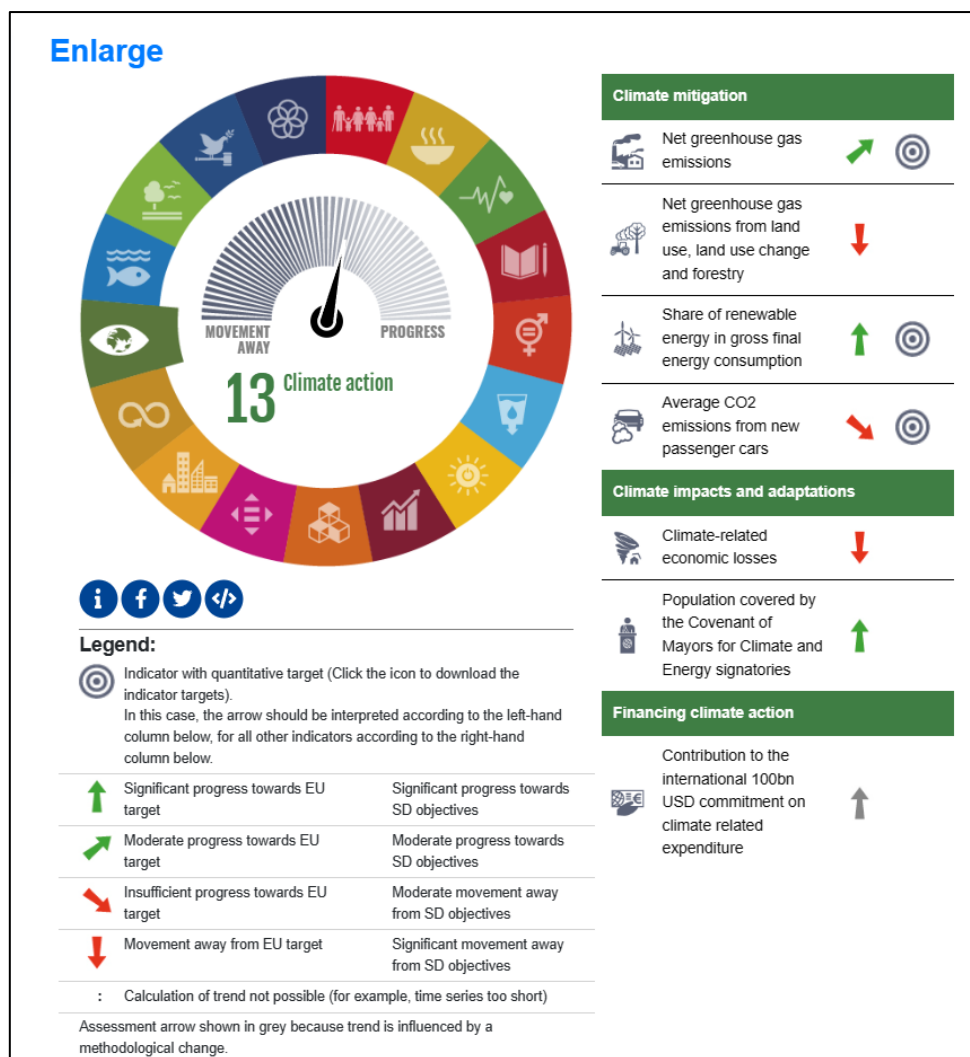 Enlarge
MOVEMENT
AWAY
PROGRESS
13 Climate action
Climate mitigation
Net greenhouse gas
emissions
Net greenhouse gas
emissions from land
use, land use change
and forestry
Share of renewable
energy in gross final
energy consumption
Average CO2
emissions from new
passenger cars
Climate impacts and adaptations
Climate-related
economic losses
Population covered by
the Covenant of
Mayors for Climate and
Energy signatories
Financing climate action
Contribution to the
international 100bn
USD commitment on
climate related
expenditure
Legend:
Indicator with quantitative target (Click the icon to download the
indicator targets).
In this case, the arrow should be interpreted according to the left-hand
column below, for all other indicators according to the right-hand
column below.
Significant progress towards EU
target
Significant progress towards
SD objectives
Moderate progress towards EU
target
Moderate progress towards
SD objectives
Insufficient progress towards EU
target
Moderate movement away
from SD objectives
Movement away from EU target
Significant movement away
from SD objectives
: Calculation of trend not possible (for example, time series too short)
Assessment arrow shown in grey because trend is influenced by a
methodological change.